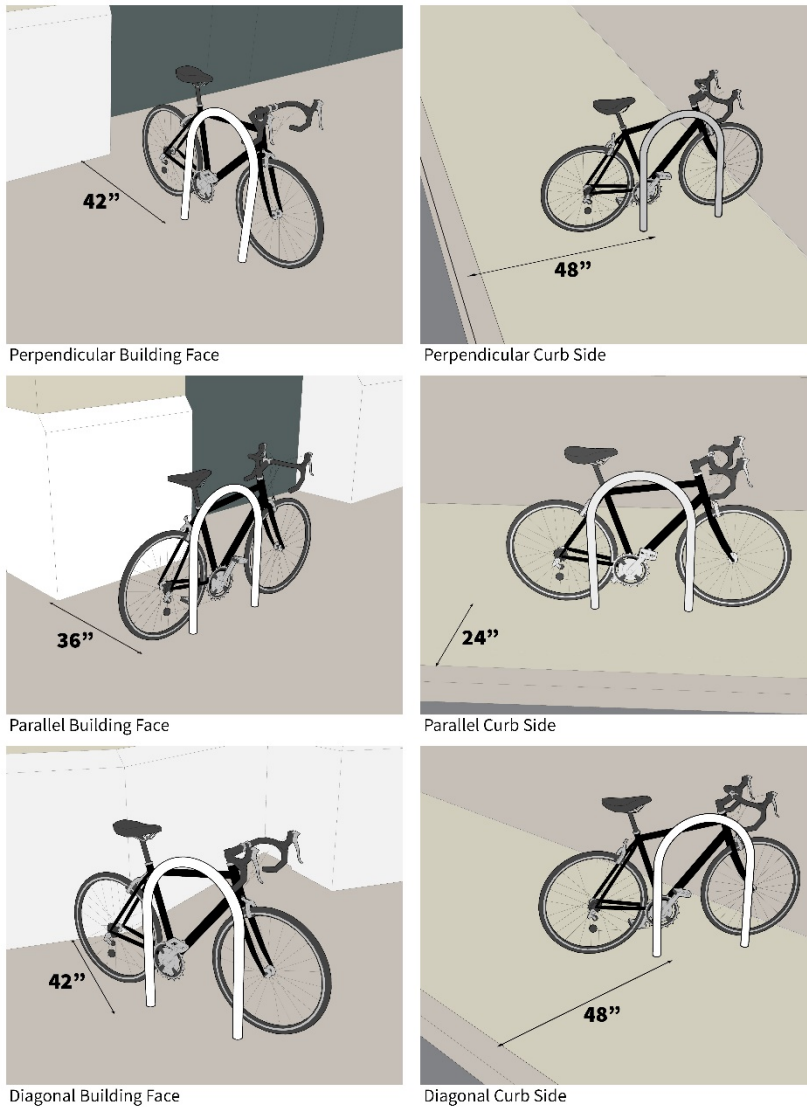 42”
48”
Perpendicular Building Face
Perpendicular Curb Side
36”
24”
Parallel Building Face
Parallel Curb Side
42”
48”
Diagonal Building Face
Diagonal Curb Side